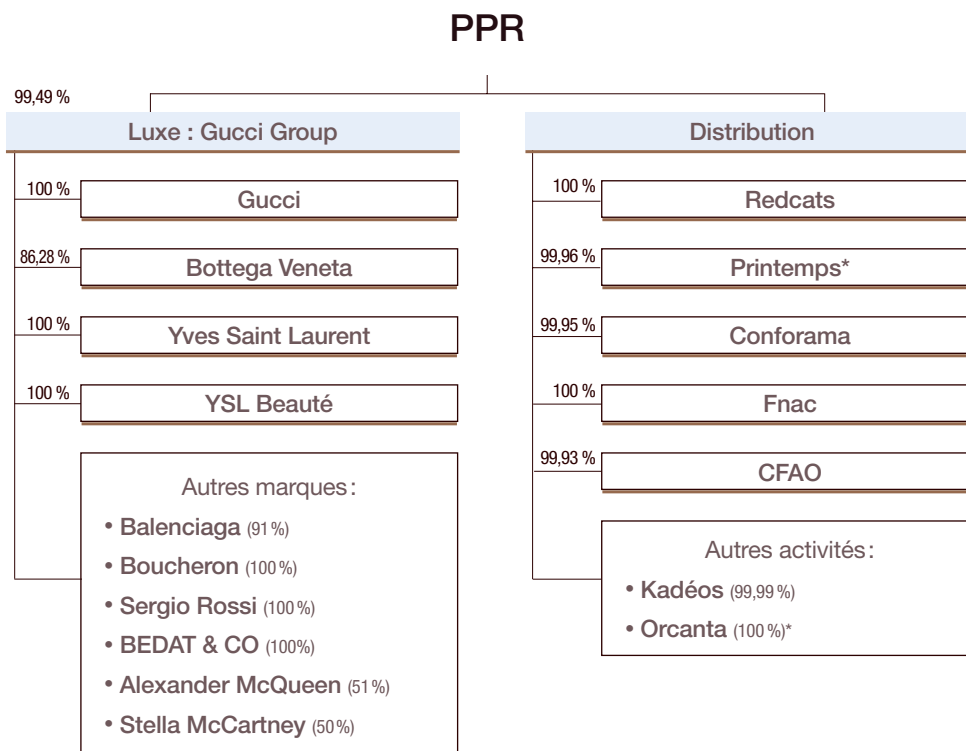 PPR
99,49 %
Luxe : Gucci Group
100 %
Gucci
86,28 %
Bottega Veneta
100 %
Yves Saint Laurent
100 %
YSL Beauté
Autres marques :
• Balenciaga (91 %)
• Boucheron (100 %)
• Sergio Rossi (100 %)
• BEDAT & CO (100%)
• Alexander McQueen (51 %)
• Stella McCartney (50 %)
Distribution
100 %
Redcats
99,96 %
Printemps*
99,95 %
Conforama
100 %
Fnac
99,93 %
CFAO
Autres activités :
• Kadéos (99,99 %)
• Orcanta (100 %)*